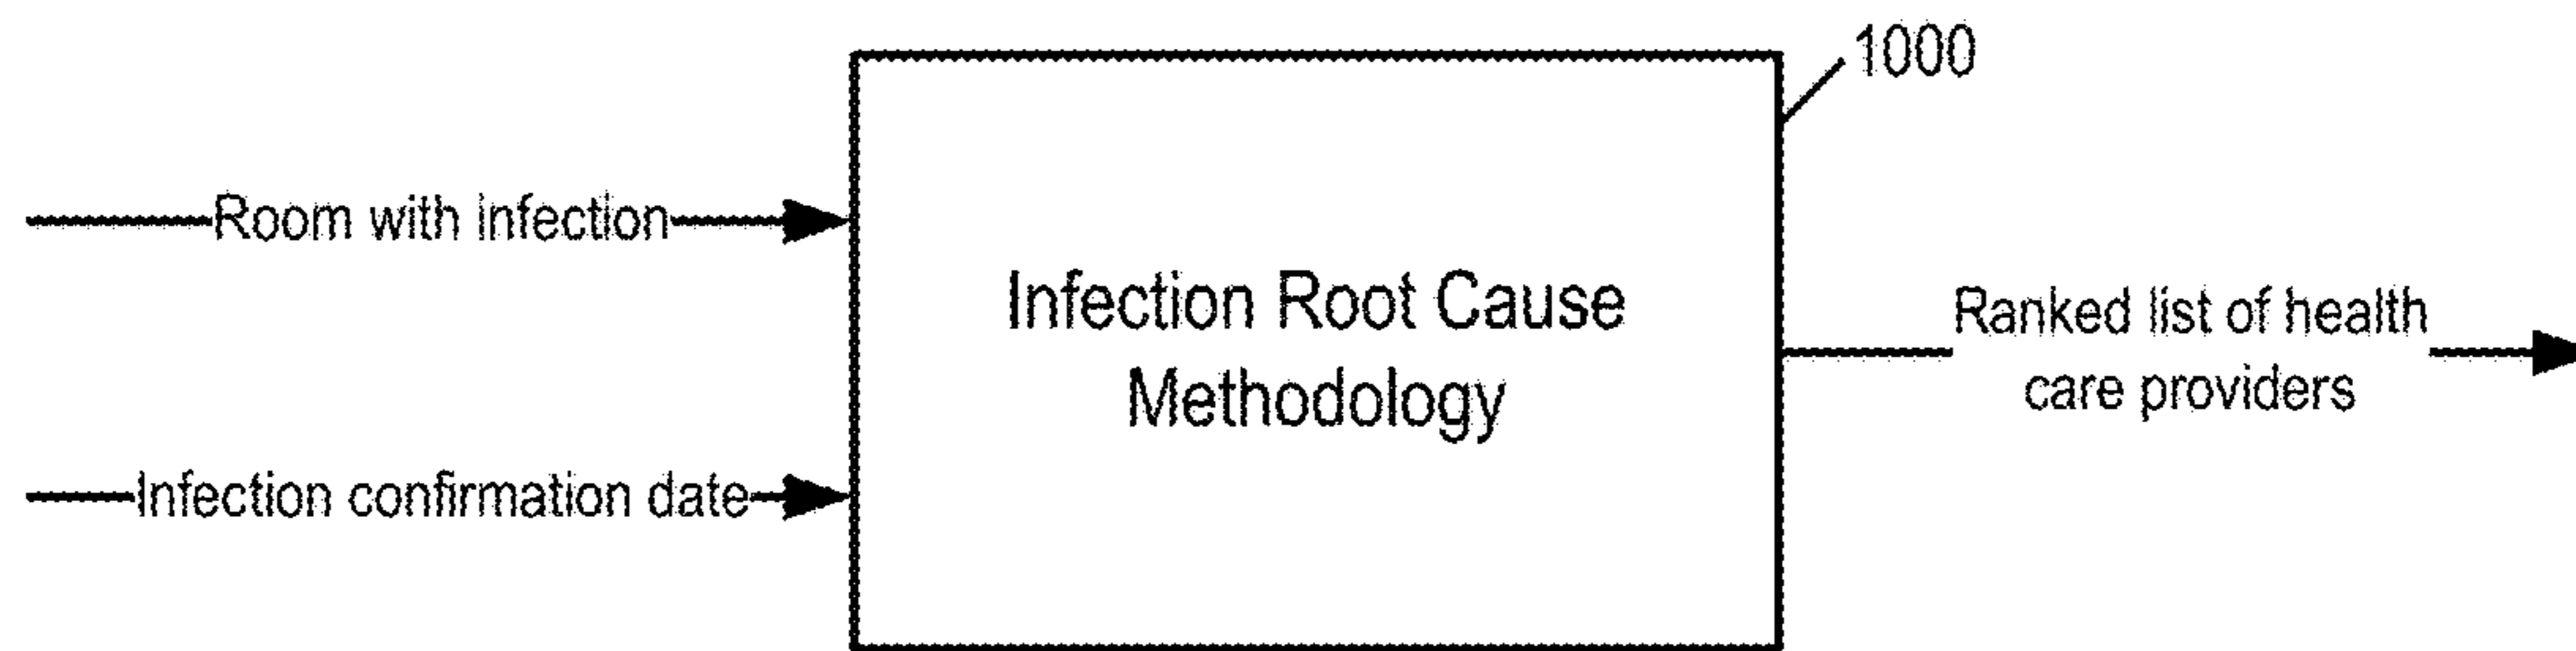 1000
Room with infection
Infection Root Cause
Methodology
Ranked list of health
care providers
Infection confirmation date